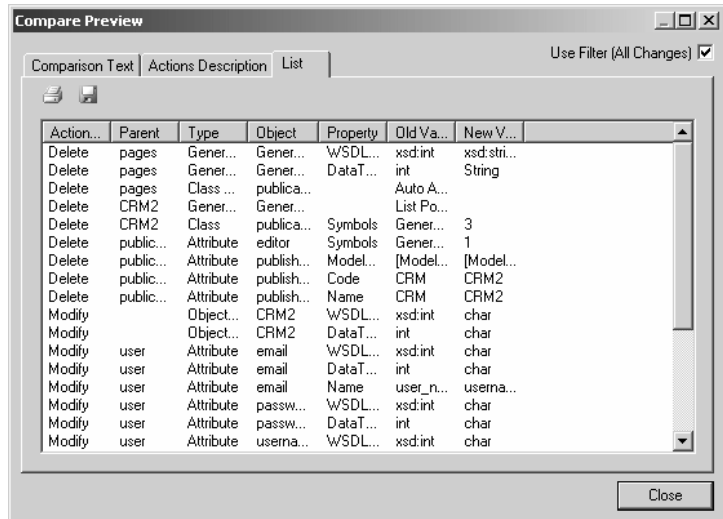 Compare Preview
Use Filter (All Changes)
Comparison Text Actions Description List
Action... Parent Type Object Property Old Va... New V...
Delete pages Gener... Gener... WSDL... xsd:int xsd:stri...
Delete pages Gener... Gener... DataT... int String
Delete pages Class ... publica... Auto A...
Delete CRM2 Gener... Gener... List Po...
Delete CRM2 Class publica... Symbols Gener... 3
Delete public... Attribute editor Symbols Gener... 1
Delete public... Attribute publish... Model... [Model... [Model...
Delete public... Attribute publish... Code CRM CRM2
Delete public... Attribute publish... Name CRM CRM2
Modify Object... CRM2 WSDL... xsd:int char
Modify Object... CRM2 DataT... int char
Modify user Attribute email WSDL... xsd:int char
Modify user Attribute email DataT... int char
Modify user Attribute email Name user_n... userna...
Modify user Attribute passw... WSDL... xsd:int char
Modify user Attribute passw... DataT... int char
Modify user Attribute userna... WSDL... xsd:int char
Close